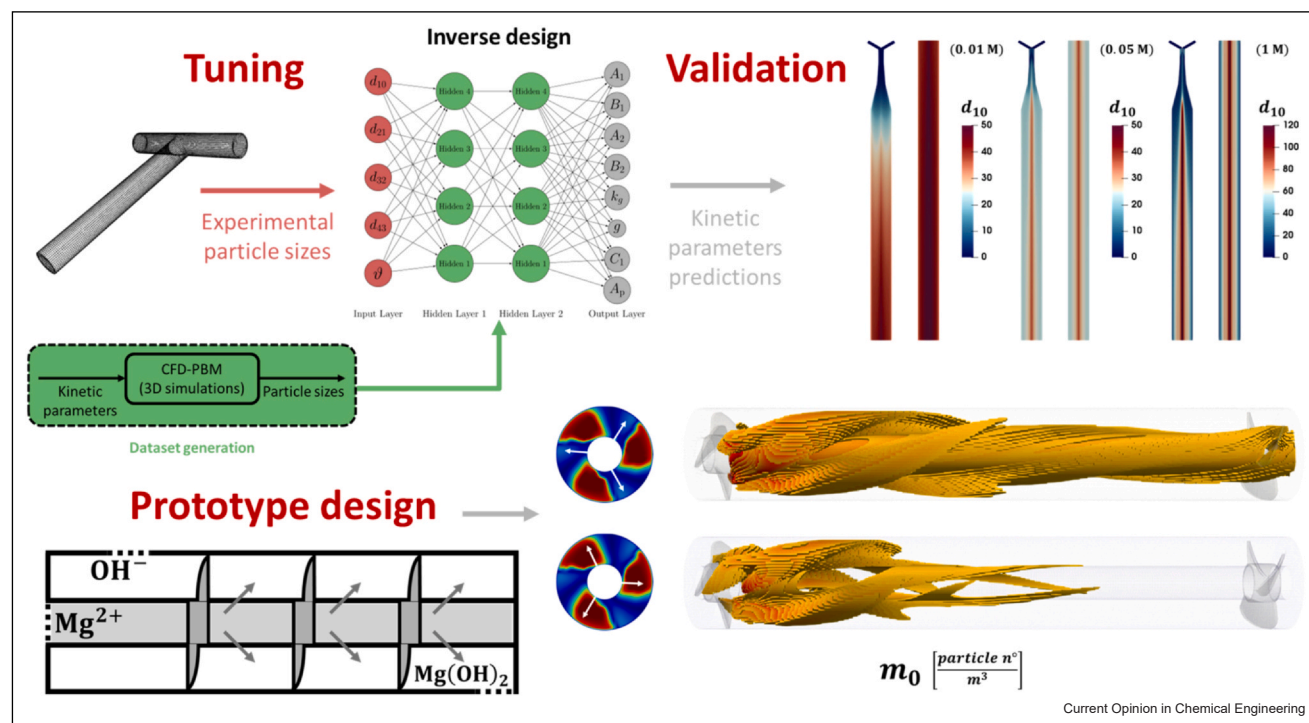 Tuning
Inverse design
Validation
d₁₀
d₂₁
d₃₂
d₄₃
ϑ
Hidden 4
Hidden 3
Hidden 2
Hidden 1
Hidden 4
Hidden 3
Hidden 2
Hidden 1
A₁
B₁
A₂
B₂
k_g
g
C₁
A_p
Input Layer
Hidden Layer 1
Hidden Layer 2
Output Layer
Experimental
particle sizes
Kinetic
parameters
predictions
(0.01 M)
d₁₀
50
40
30
20
10
0
(0.05 M)
d₁₀
50
40
30
20
10
0
(1 M)
d₁₀
120
100
80
60
40
20
0
Kinetic
parameters
CFD-PBM
(3D simulations)
Particle sizes
Dataset generation
Prototype design
OH⁻
Mg²⁺
Mg(OH)₂
m₀ [particle n° / m³]
Current Opinion in Chemical Engineering